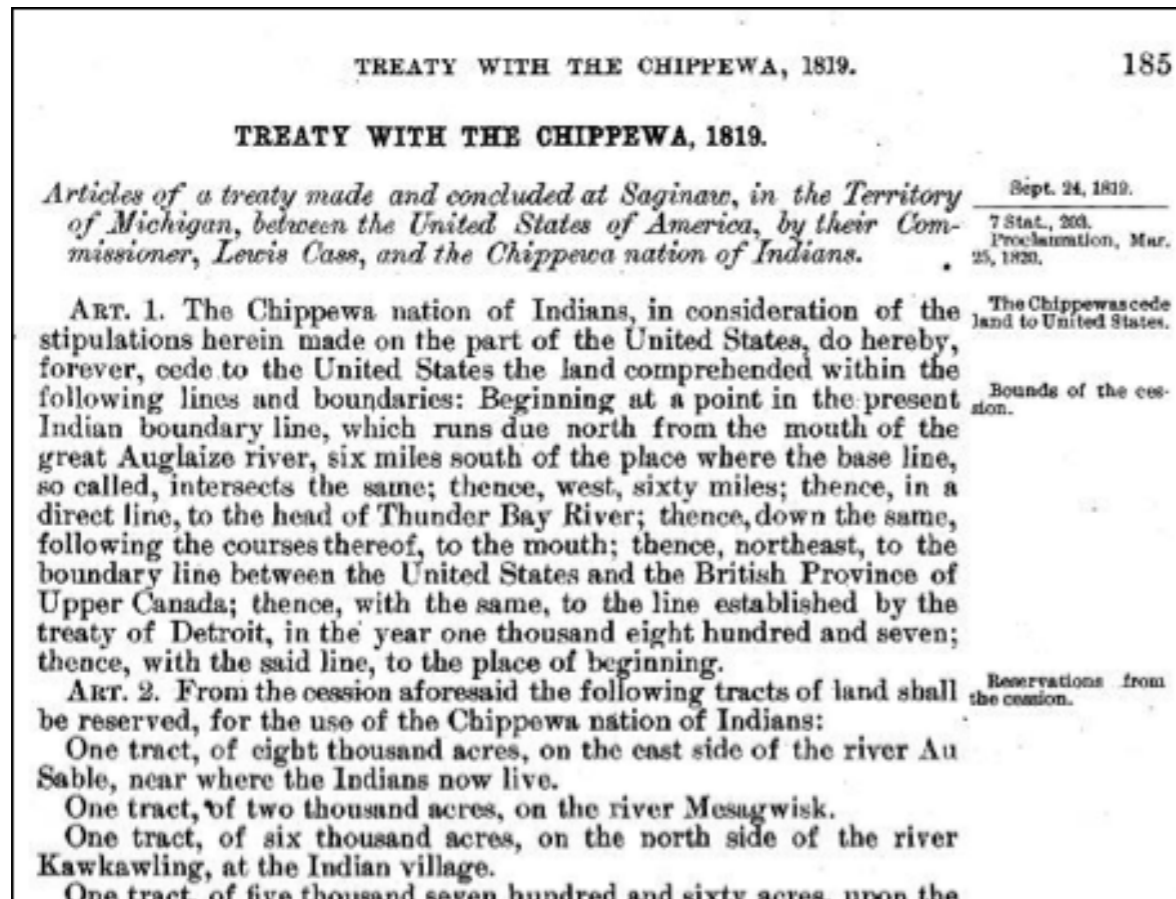 TREATY WITH THE CHIPPEWA, 1819. 185
TREATY WITH THE CHIPPEWA, 1819.
Articles of a treaty made and concluded at Saginaw, in the Territory
of Michigan, between the United States of America, by their Com-
missioner, Lewis Cass, and the Chippewa nation of Indians.
Sept. 24, 1819.
7 Stat., 203.
Proclamation, Mar.
25, 1820.
ART. 1. The Chippewa nation of Indians, in consideration of the
stipulations herein made on the part of the United States, do hereby,
forever, cede to the United States the land comprehended within the
following lines and boundaries: Beginning at a point in the present
Indian boundary line, which runs due north from the mouth of the
great Auglaize river, six miles south of the place where the base line,
so called, intersects the same; thence, west, sixty miles; thence, in a
direct line, to the head of Thunder Bay River; thence, down the same,
following the courses thereof, to the mouth; thence, northeast, to the
boundary line between the United States and the British Province of
Upper Canada; thence, with the same, to the line established by the
treaty of Detroit, in the year one thousand eight hundred and seven;
thence, with the said line, to the place of beginning.
The Chippewas cede
land to United States.
Bounds of the ces-
sion.
ART. 2. From the cession aforesaid the following tracts of land shall
be reserved, for the use of the Chippewa nation of Indians:
Reservations from
the cession.
One tract, of eight thousand acres, on the east side of the river Au
Sable, near where the Indians now live.
One tract, of two thousand acres, on the river Mesagwisk.
One tract, of six thousand acres, on the north side of the river
Kawkawling, at the Indian village.
One tract, of five thousand seven hundred and sixty acres, upon the